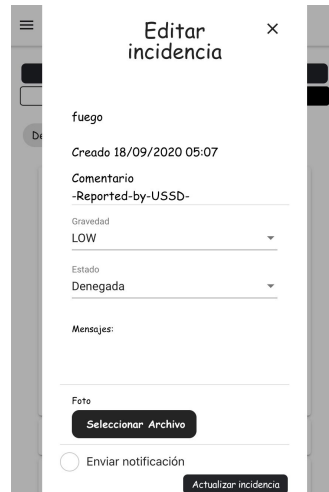 Editar
incidencia
De
fuego
Creado 18/09/2020 05:07
Comentario
-Reported-by-USSD-
Gravedad
LOW
Estado
Denegada
Mensajes:
Foto
Seleccionar Archivo
Enviar notificación
Actualizar incidencia